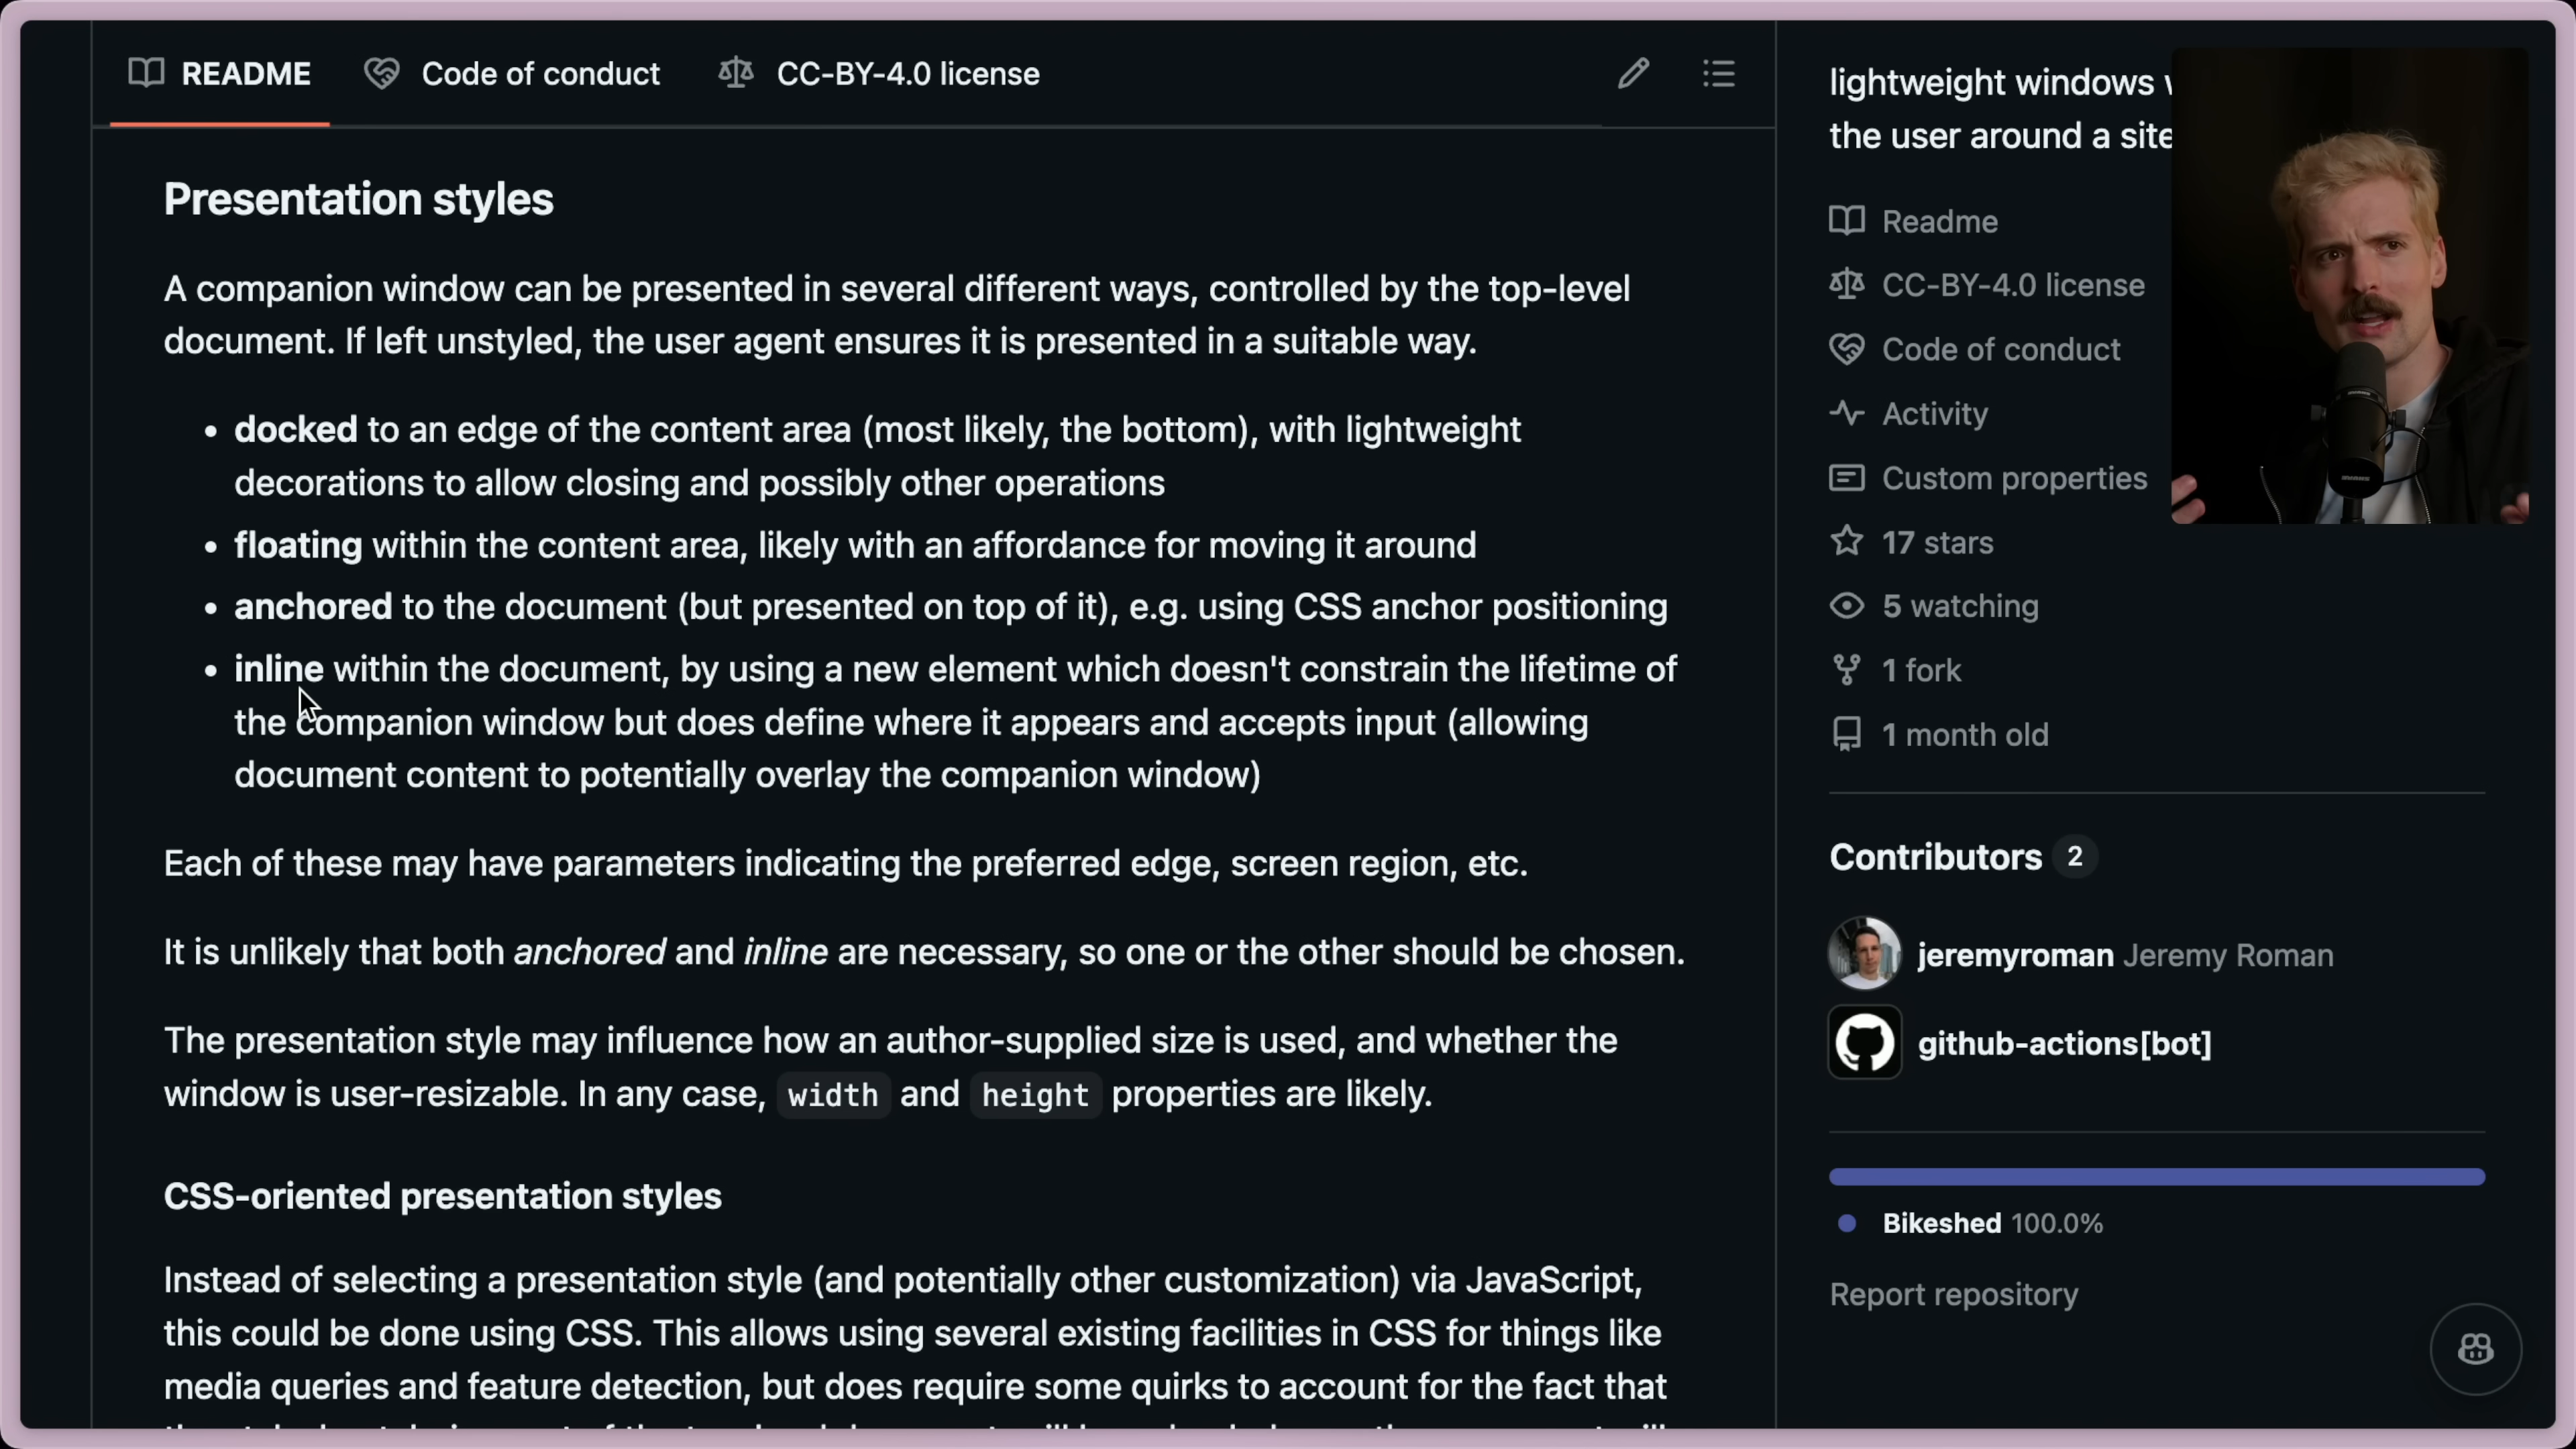 README
Code of conduct
CC-BY-4.0 license
Presentation styles
A companion window can be presented in several different ways, controlled by the top-level
document. If left unstyled, the user agent ensures it is presented in a suitable way.
• docked to an edge of the content area (most likely, the bottom), with lightweight
decorations to allow closing and possibly other operations
• floating within the content area, likely with an affordance for moving it around
• anchored to the document (but presented on top of it), e.g. using CSS anchor positioning
• inline within the document, by using a new element which doesn't constrain the lifetime of
the companion window but does define where it appears and accepts input (allowing
document content to potentially overlay the companion window)
Each of these may have parameters indicating the preferred edge, screen region, etc.
It is unlikely that both anchored and inline are necessary, so one or the other should be chosen.
The presentation style may influence how an author-supplied size is used, and whether the
window is user-resizable. In any case, width and height properties are likely.
CSS-oriented presentation styles
Instead of selecting a presentation style (and potentially other customization) via JavaScript,
this could be done using CSS. This allows using several existing facilities in CSS for things like
media queries and feature detection, but does require some quirks to account for the fact that
lightweight windows
the user around a site
Readme
CC-BY-4.0 license
Code of conduct
Activity
Custom properties
17 stars
5 watching
1 fork
1 month old
Contributors 2
jeremyroman Jeremy Roman
github-actions[bot]
Bikeshed 100.0%
Report repository